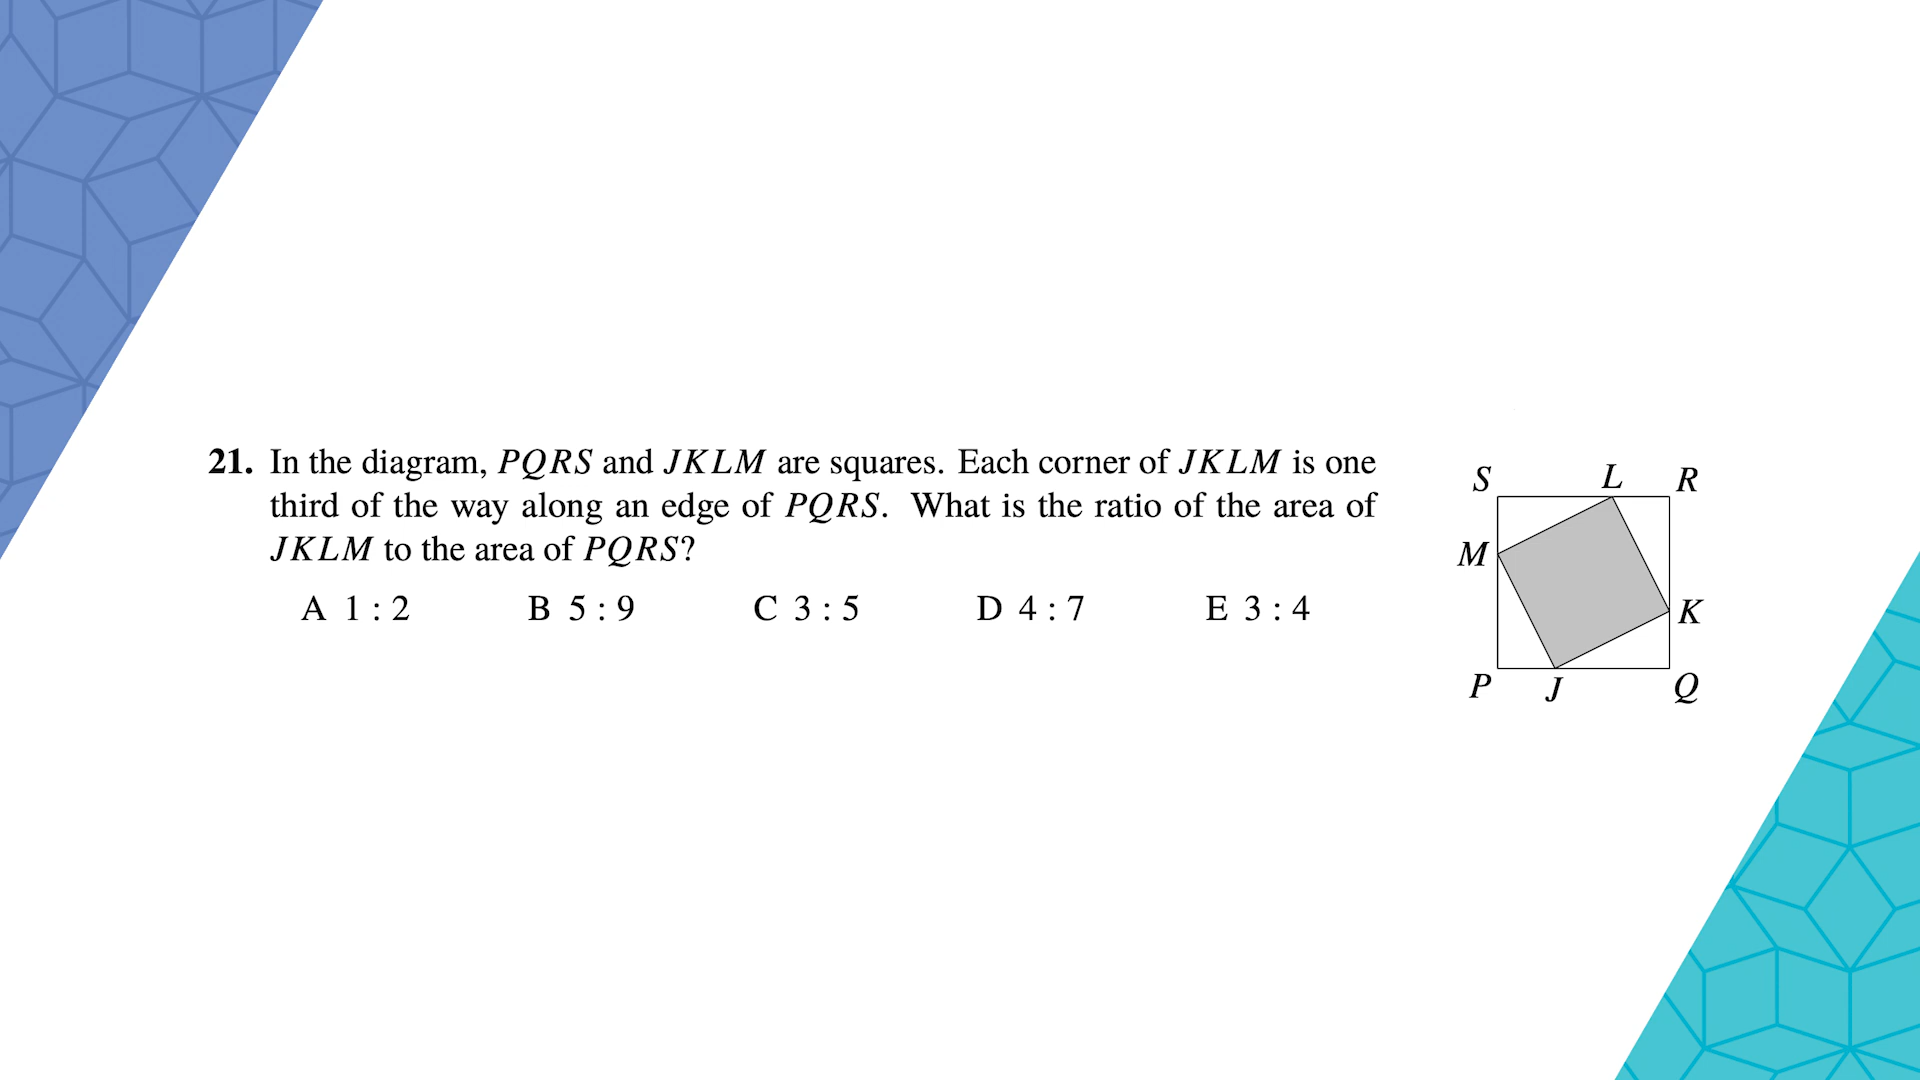 21. In the diagram, PQRS and JKLM are squares. Each corner of JKLM is one
third of the way along an edge of PQRS. What is the ratio of the area of
JKLM to the area of PQRS?
A 1 : 2 B 5 : 9 C 3 : 5 D 4 : 7 E 3 : 4
S L R
M
K
P J Q